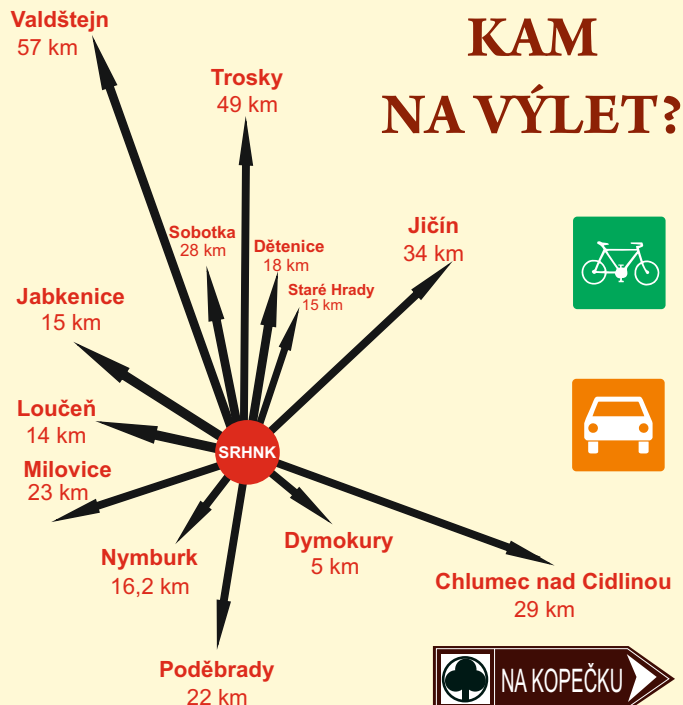 KAM
NA VÝLET?
Valdštejn
57 km
Trosky
49 km
Sobotka
28 km
Dětenice
18 km
Staré Hrady
15 km
Jičín
34 km
Jabkenice
15 km
Loučeň
14 km
Milovice
23 km
SRHNK
Nymburk
16,2 km
Dymokury
5 km
Chlumec nad Cidlinou
29 km
Poděbrady
22 km
NA KOPEČKU